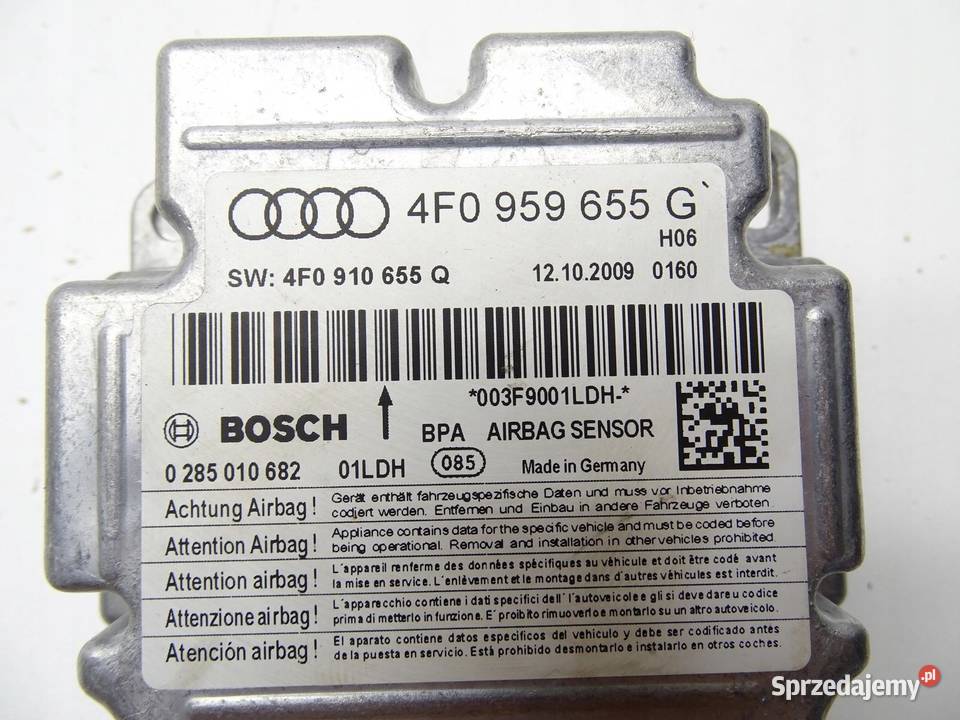 4F0 959 655 G
H06
SW: 4F0 910 655 Q 12.10.2009 0160
*003F9001LDH-*
BOSCH BPA AIRBAG SENSOR
0 285 010 682 01LDH 085 Made in Germany
Achtung Airbag! Gerät enthält fahrzeugspezifische Daten und muss vor Inbetriebnahme
codiert werden. Entfernen und Einbau in andere Fahrzeuge verboten.
Attention Airbag! Appliance contains data for the specific vehicle and must be coded before
being operational. Removal and installation in other vehicles prohibited.
Attention airbag! L'appareil renferme des données spécifiques au véhicule et doit être codé avant
la mise en service. L'enlèvement et le montage dans d'autres véhicules est interdit.
Attenzione airbag! L'apparecchio contiene i dati specifici dell' l'autoveicolo e gli si deve dare u codice
prima di metterlo in funzione. E' proibito rimuoverlo e montarlo su un altro autoveicolo.
Atención airbag! El aparato contiene datos especificos del vehiculo y debe ser codificado antes
de la puesta en servicio. Está prohibido desmontarlo e instalarlo en otros coches.
Sprzedajemy.pl